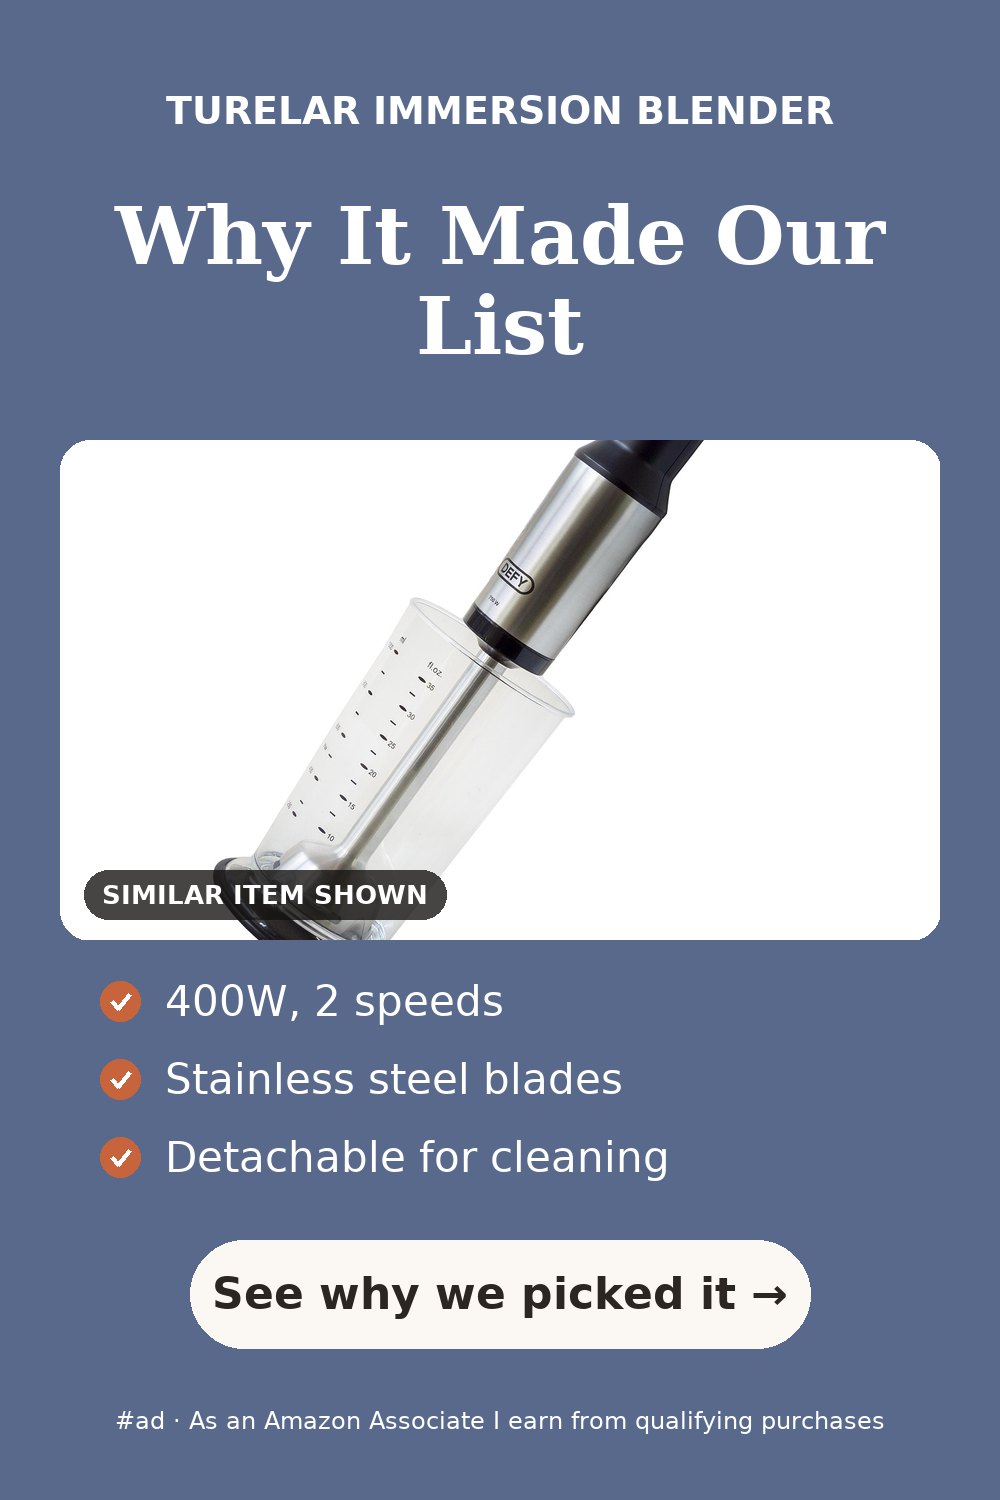 TURELAR IMMERSION BLENDER
Why It Made Our
List
DEFY
ml
fl.oz.
35
30
25
20
15
10
SIMILAR ITEM SHOWN
400W, 2 speeds
Stainless steel blades
Detachable for cleaning
See why we picked it →
#ad · As an Amazon Associate I earn from qualifying purchases